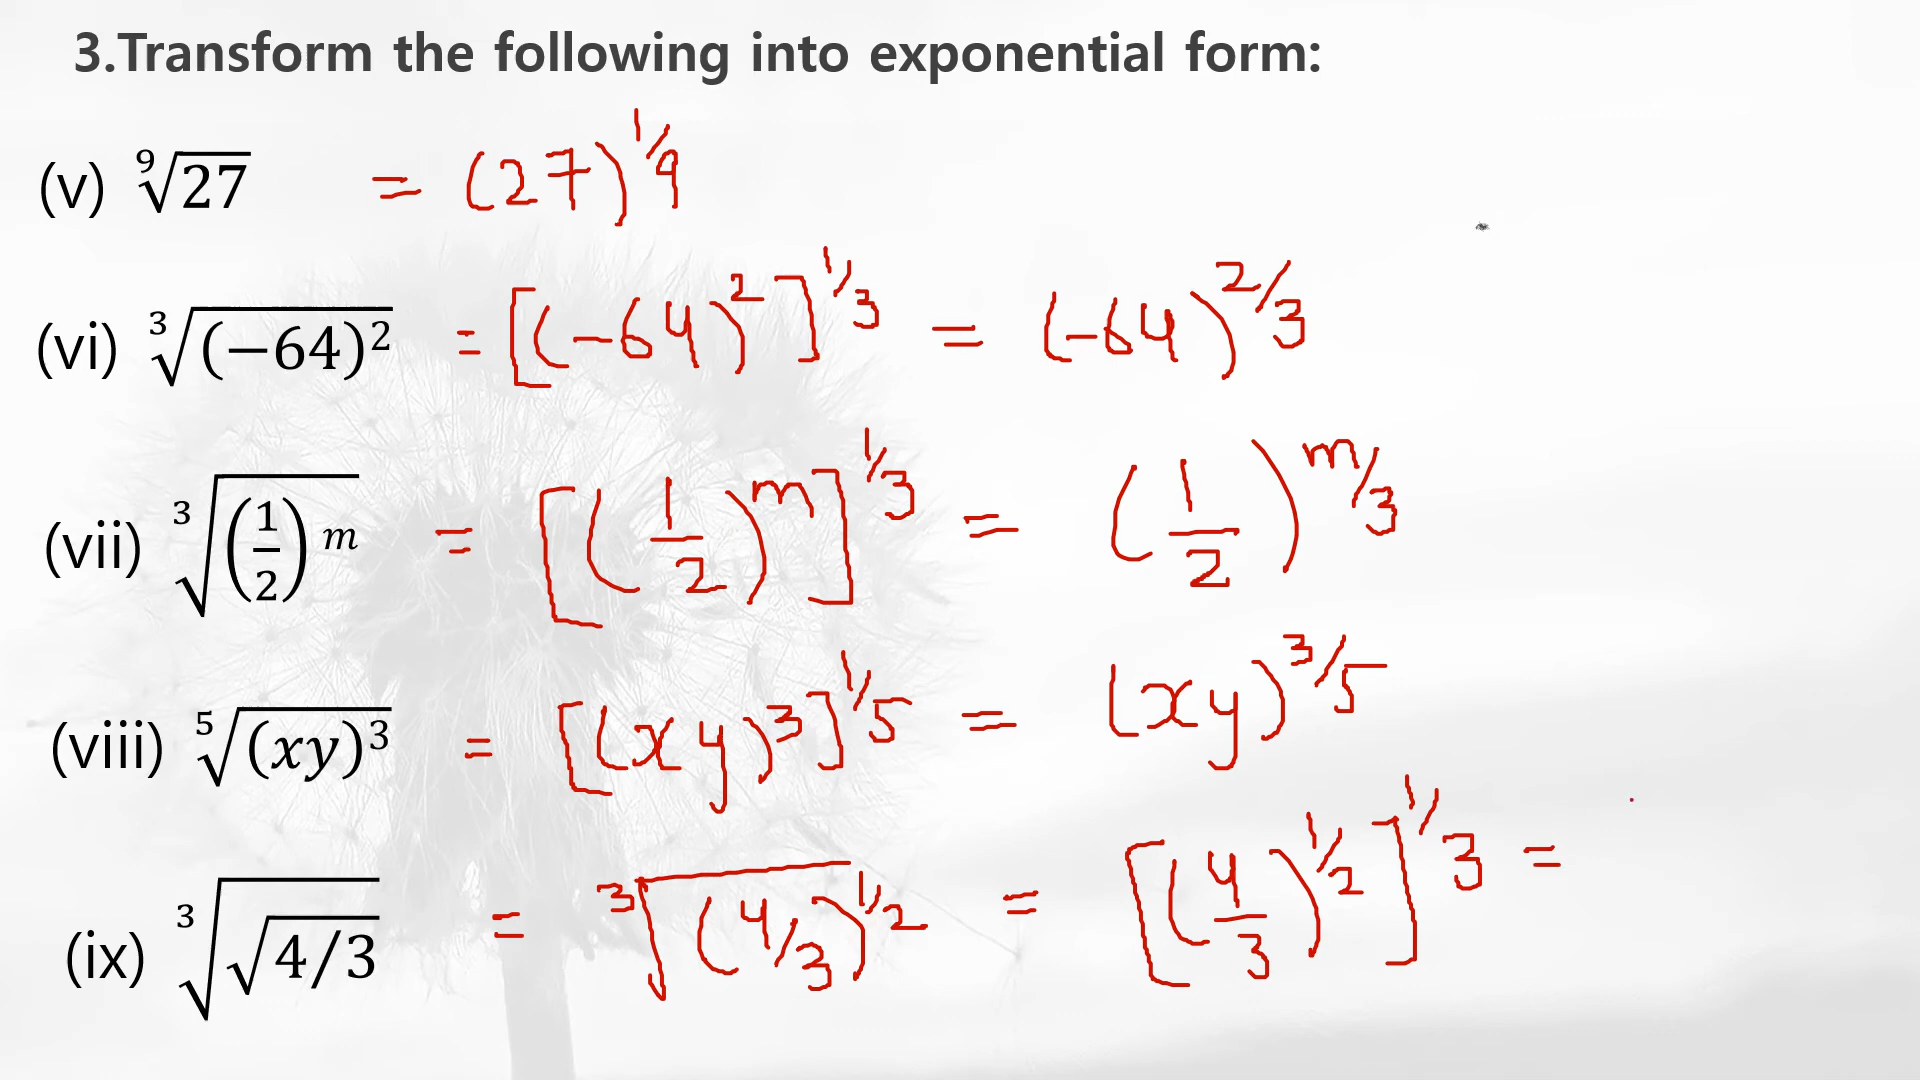 3.Transform the following into exponential form:
(v) ⁹√27 = (27)^1/9
(vi) ³√(−64)² = [(-64)²]^1/3 = (-64)^2/3
(vii) ³√(1/2)^m = [(1/2)^m]^1/3 = (1/2)^m/3
(viii) ⁵√(xy)³ = [(xy)³]^1/5 = (xy)^3/5
(ix) ³√√4/3 = ³√(4/3)^1/2 = [(4/3)^1/2]^1/3 =